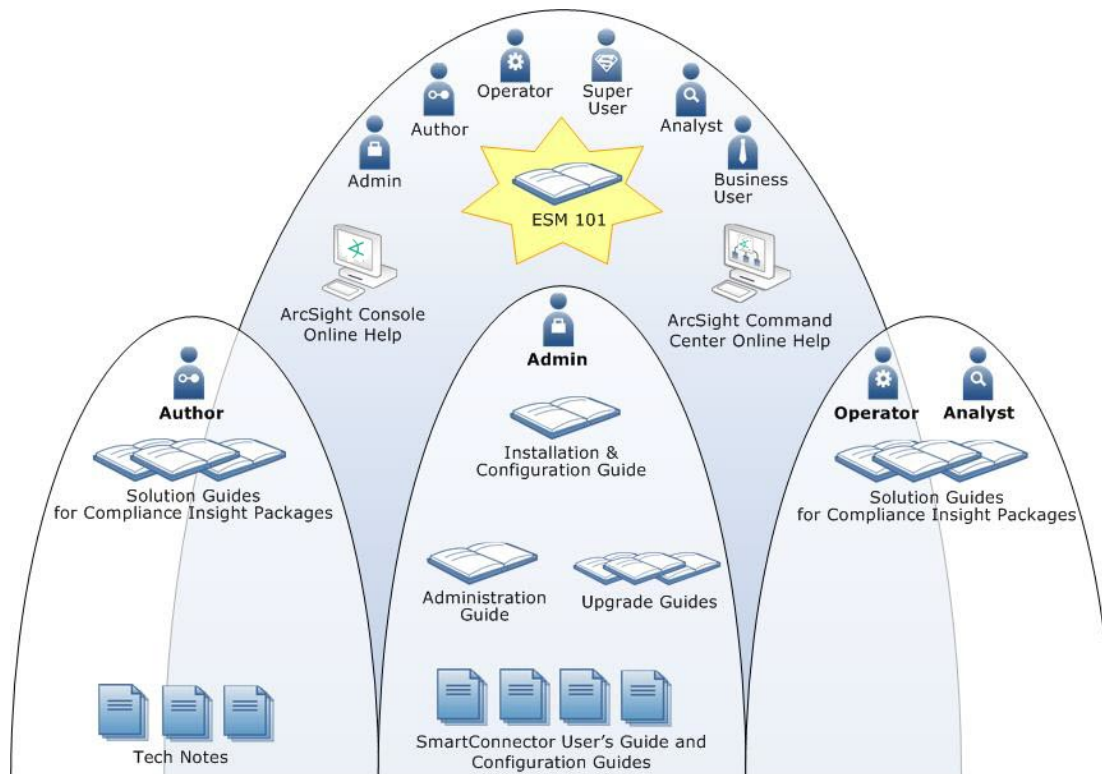 Operator
Super
User
Author
Analyst
Admin
Business
User
ESM 101
ArcSight Console
Online Help
ArcSight Command
Center Online Help
Author
Solution Guides
for Compliance Insight Packages
Tech Notes
Admin
Installation &
Configuration Guide
Administration
Guide
Upgrade Guides
SmartConnector User's Guide and
Configuration Guides
Operator
Analyst
Solution Guides
for Compliance Insight Packages